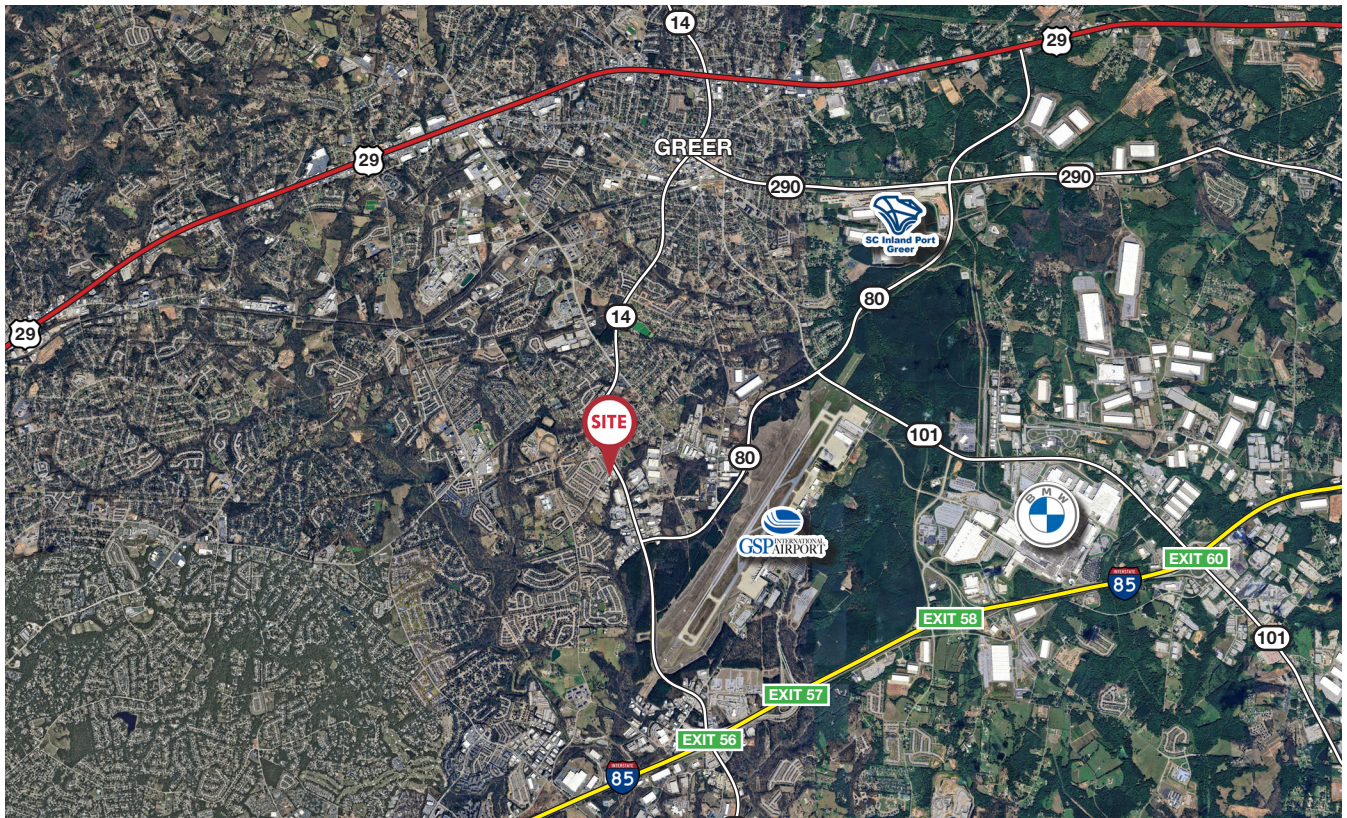 14
29
29
GREER
290
290
SC Inland Port
Greer
80
29
14
SITE
101
80
BMW
GSP INTERNATIONAL
AIRPORT
EXIT 60
INTERSTATE
85
EXIT 58
101
EXIT 57
EXIT 56
INTERSTATE
85